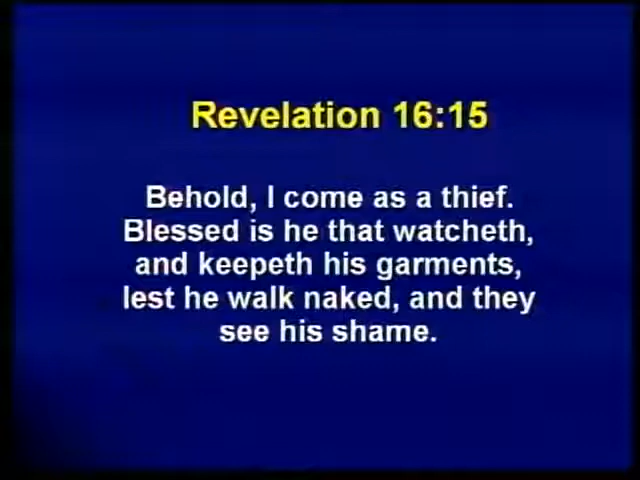 Revelation 16:15
Behold, I come as a thief.
Blessed is he that watcheth,
and keepeth his garments,
lest he walk naked, and they
see his shame.